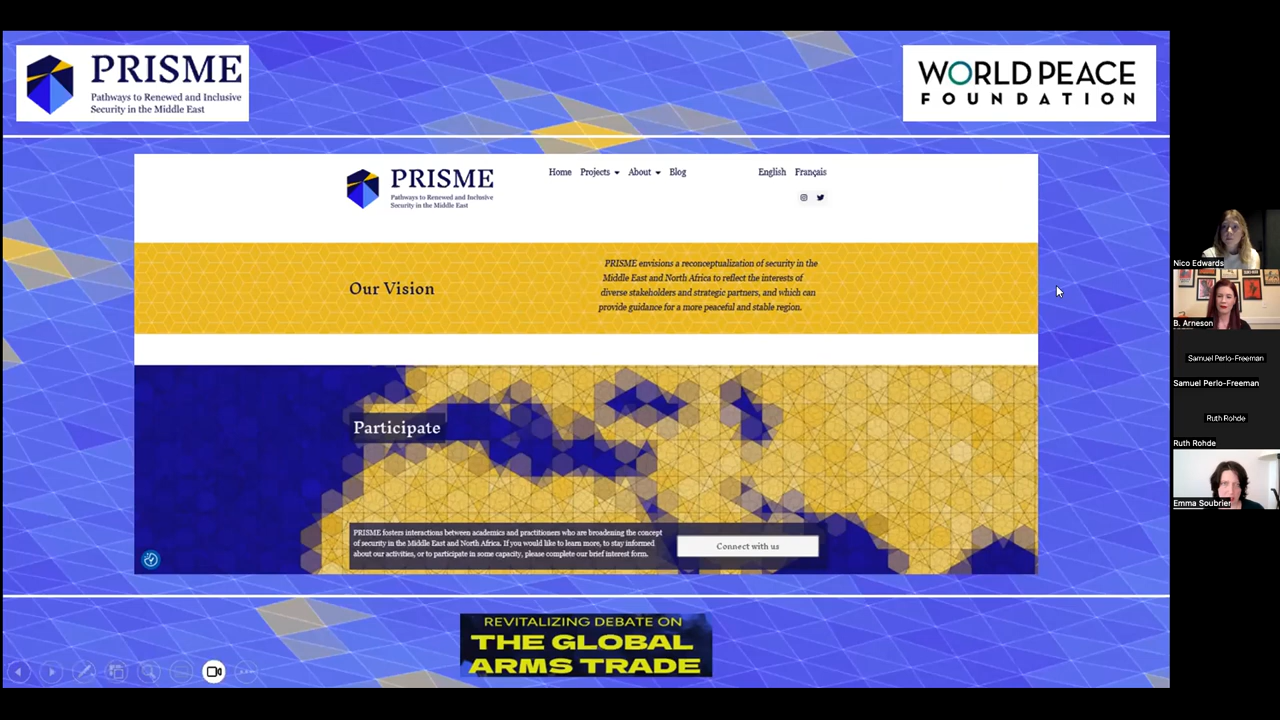 PRISME
Pathways to Renewed and Inclusive
Security in the Middle East
WORLD PEACE
FOUNDATION
PRISME
Pathways to Renewed and Inclusive
Security in the Middle East
Home Projects About Blog
English Français
Our Vision
PRISME envisions a reconceptualization of security in the
Middle East and North Africa to reflect the interests of
diverse stakeholders and strategic partners, and which can
provide guidance for a more peaceful and stable region.
Participate
PRISME fosters interactions between academics and practitioners who are broadening the concept
of security in the Middle East and North Africa. If you would like to learn more, to stay informed
about our activities, or to participate in some capacity, please complete our brief interest form.
Connect with us
REVITALIZING DEBATE ON
THE GLOBAL
ARMS TRADE
Nico Edwards
B. Arneson
Samuel Perlo-Freeman
Samuel Perlo-Freeman
Ruth Rohde
Ruth Rohde
Emma Soubrier